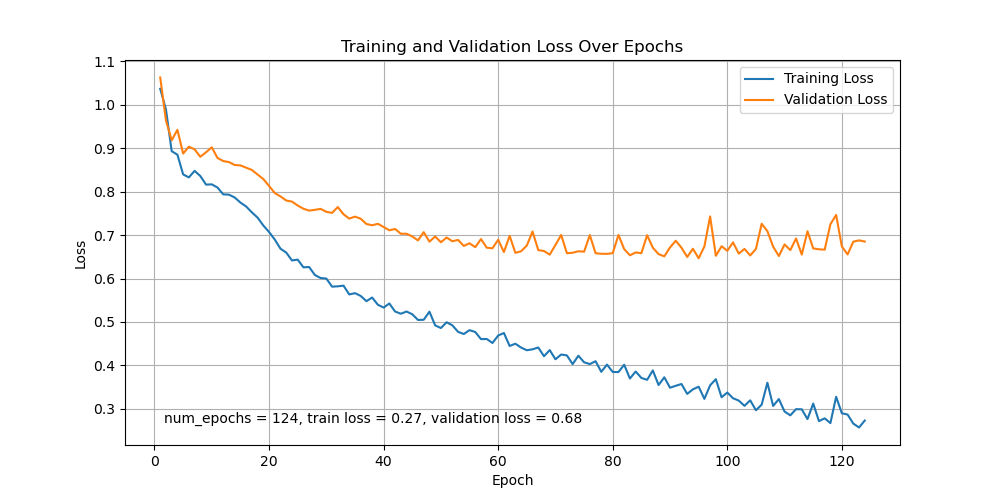 Training and Validation Loss Over Epochs
1.1
1.0
0.9
0.8
0.7
0.6
0.5
0.4
0.3
Loss
Training Loss
Validation Loss
num_epochs = 124, train loss = 0.27, validation loss = 0.68
0 20 40 60 80 100 120
Epoch